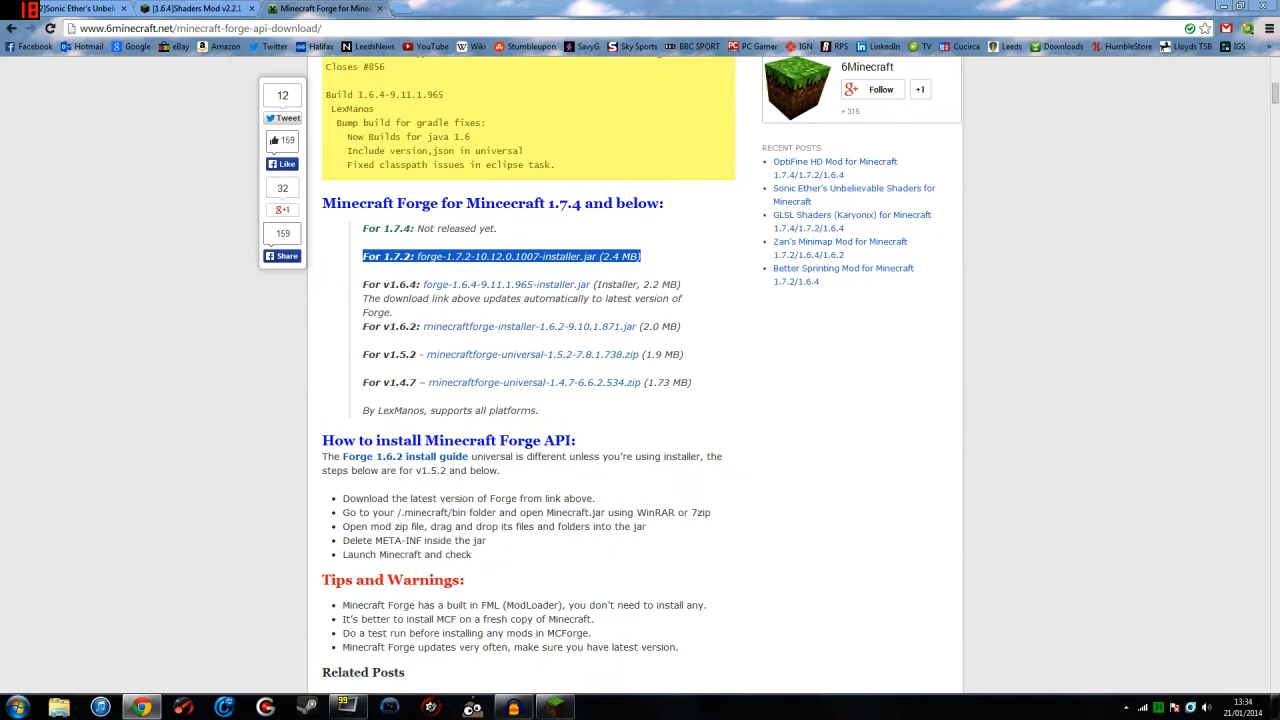 18
2]Sonic Ether's Unbelie
[1.6.4]Shaders Mod v2.2.1
Minecraft Forge for Minec
www.6minecraft.net/minecraft-forge-api-download/
Facebook Hotmail Google eBay Amazon Twitter Halifax LeedsNews YouTube Wiki Stumbleupon SavyG Sky Sports BBC SPORT PC Gamer IGN RPS LinkedIn TV Cucirca Leeds Downloads HumbleStore Lloyds TSB IGS »
Closes #856
Build 1.6.4-9.11.1.965
LexManos
Bump build for gradle fixes:
Now Builds for java 1.6
Include version,json in universal
Fixed classpath issues in eclipse task.
12
Tweet
159
Like
32
g+1
159
Share
Minecraft Forge for Mincecraft 1.7.4 and below:
For 1.7.4: Not released yet.
For 1.7.2: forge-1.7.2-10.12.0.1007-installer.jar (2.4 MB)
For v1.6.4: forge-1.6.4-9.11.1.965-installer.jar (Installer, 2.2 MB)
The download link above updates automatically to latest version of
Forge.
For v1.6.2: minecraftforge-installer-1.6.2-9.10.1.871.jar (2.0 MB)
For v1.5.2 - minecraftforge-universal-1.5.2-7.8.1.738.zip (1.9 MB)
For v1.4.7 – minecraftforge-universal-1.4.7-6.6.2.534.zip (1.73 MB)
By LexManos, supports all platforms.
How to install Minecraft Forge API:
The Forge 1.6.2 install guide universal is different unless you're using installer, the
steps below are for v1.5.2 and below.
• Download the latest version of Forge from link above.
• Go to your /.minecraft/bin folder and open Minecraft.jar using WinRAR or 7zip
• Open mod zip file, drag and drop its files and folders into the jar
• Delete META-INF inside the jar
• Launch Minecraft and check
Tips and Warnings:
• Minecraft Forge has a built in FML (ModLoader), you don't need to install any.
• It's better to install MCF on a fresh copy of Minecraft.
• Do a test run before installing any mods in MCForge.
• Minecraft Forge updates very often, make sure you have latest version.
Related Posts
6Minecraft
g+ Follow +1
+ 315
RECENT POSTS
• OptiFine HD Mod for Minecraft
1.7.4/1.7.2/1.6.4
• Sonic Ether's Unbelievable Shaders for
Minecraft
• GLSL Shaders (Karyonix) for Minecraft
1.7.4/1.7.2/1.6.4
• Zan's Minimap Mod for Minecraft
1.7.2/1.6.4/1.6.2
• Better Sprinting Mod for Minecraft
1.7.2/1.6.4
99
13:34
21/01/2014